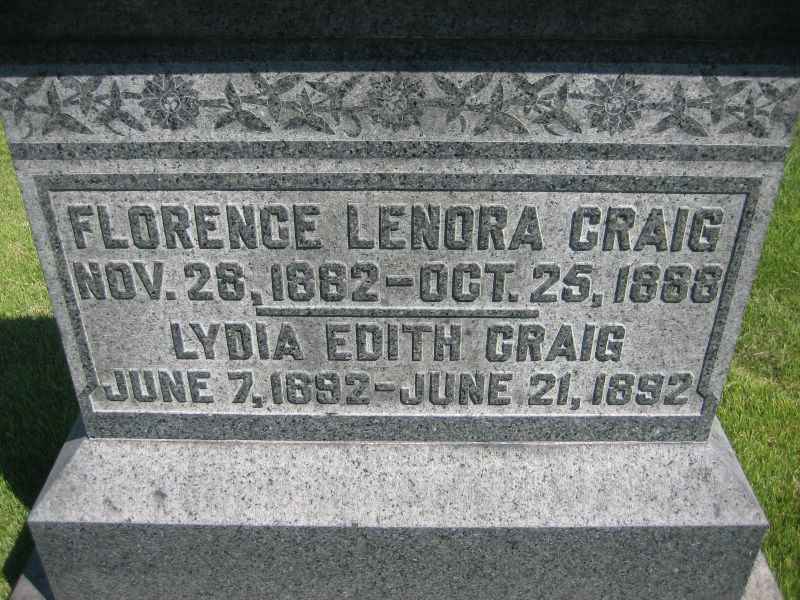 FLORENCE LENORA CRAIG
NOV. 28, 1882 – OCT. 25, 1888
LYDIA EDITH CRAIG
JUNE 7, 1892 – JUNE 21, 1892